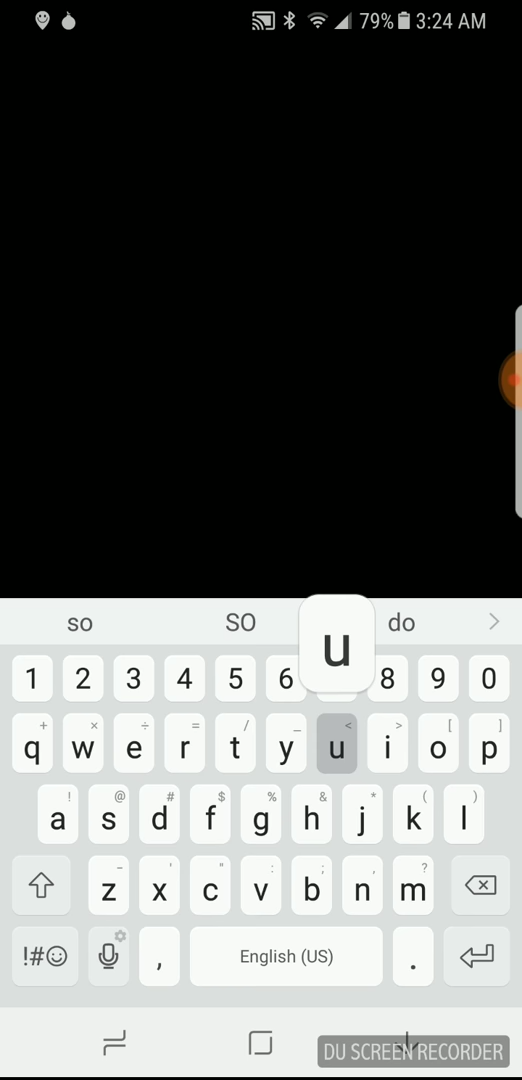 79% 3:24 AM
so SO do
u
1 2 3 4 5 6 8 9 0
+ × ÷ = / _ < > [ ]
q w e r t y u i o p
! @ # $ % & * ( )
a s d f g h j k l
- ' " : ; , ?
z x c v b n m
!#☺ , English (US) .
DU SCREEN RECORDER